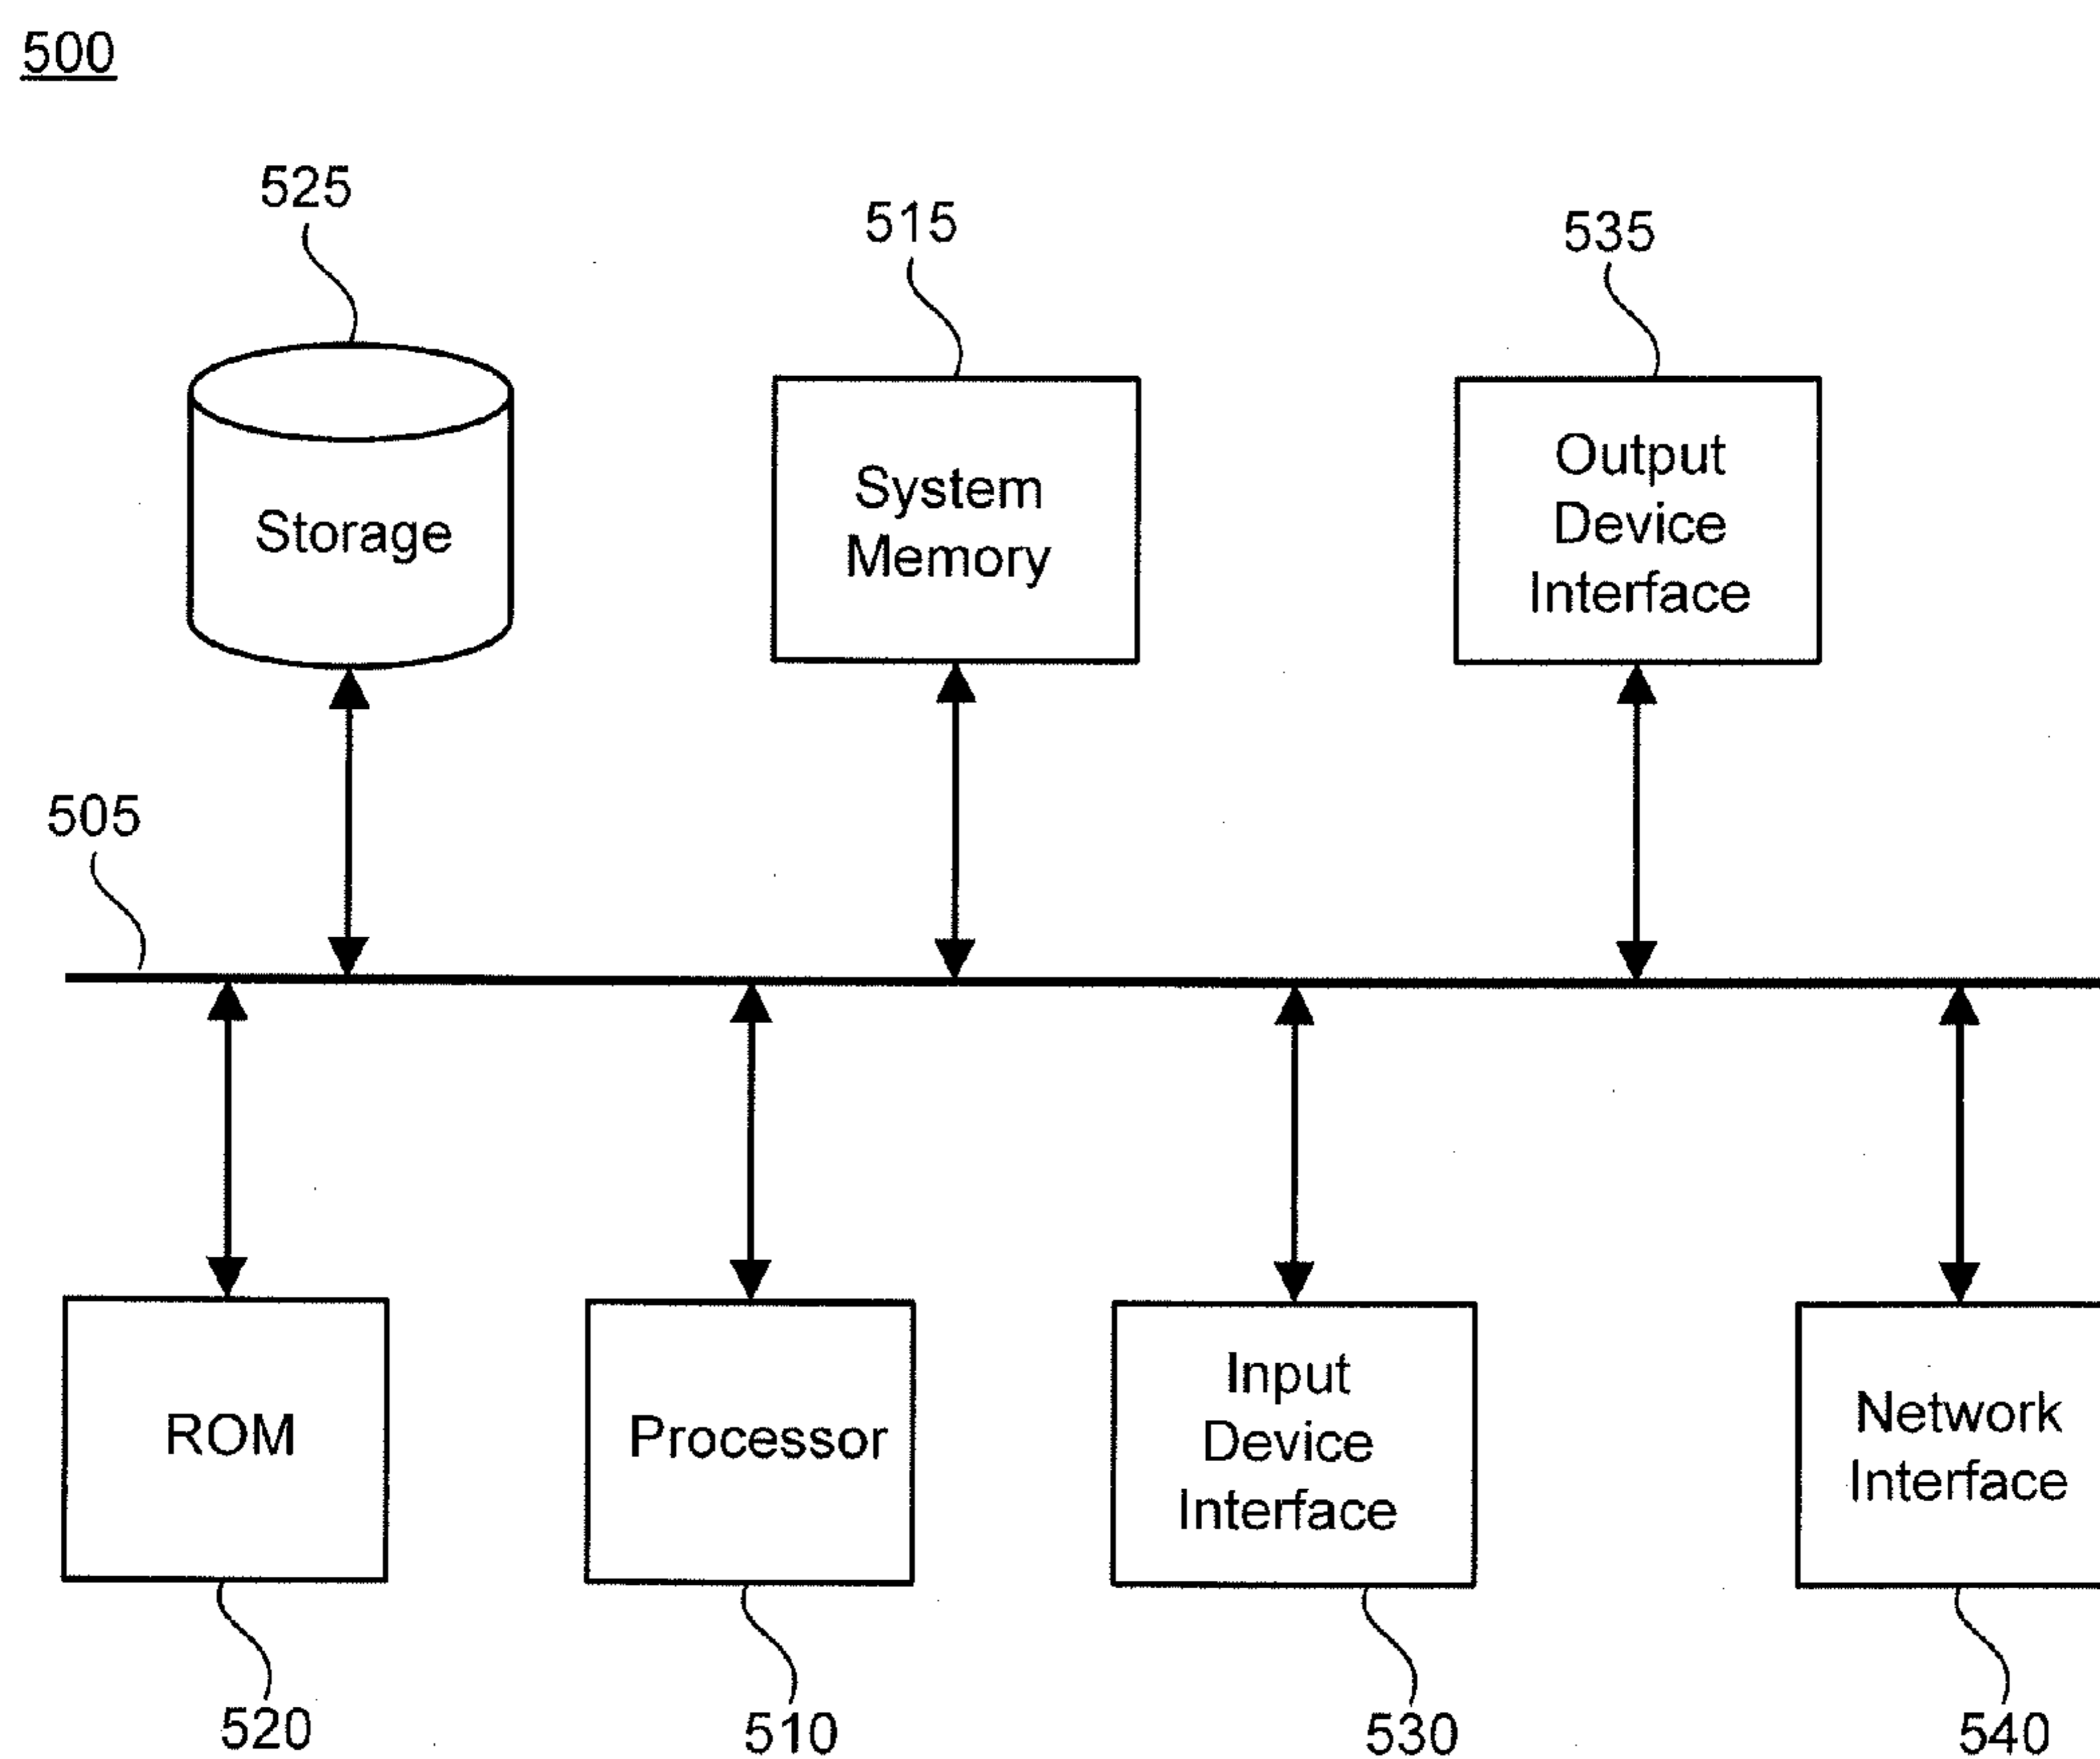 500
525
515
535
Storage
System
Memory
Output
Device
Interface
505
ROM
Processor
Input
Device
Interface
Network
Interface
520
510
530
540